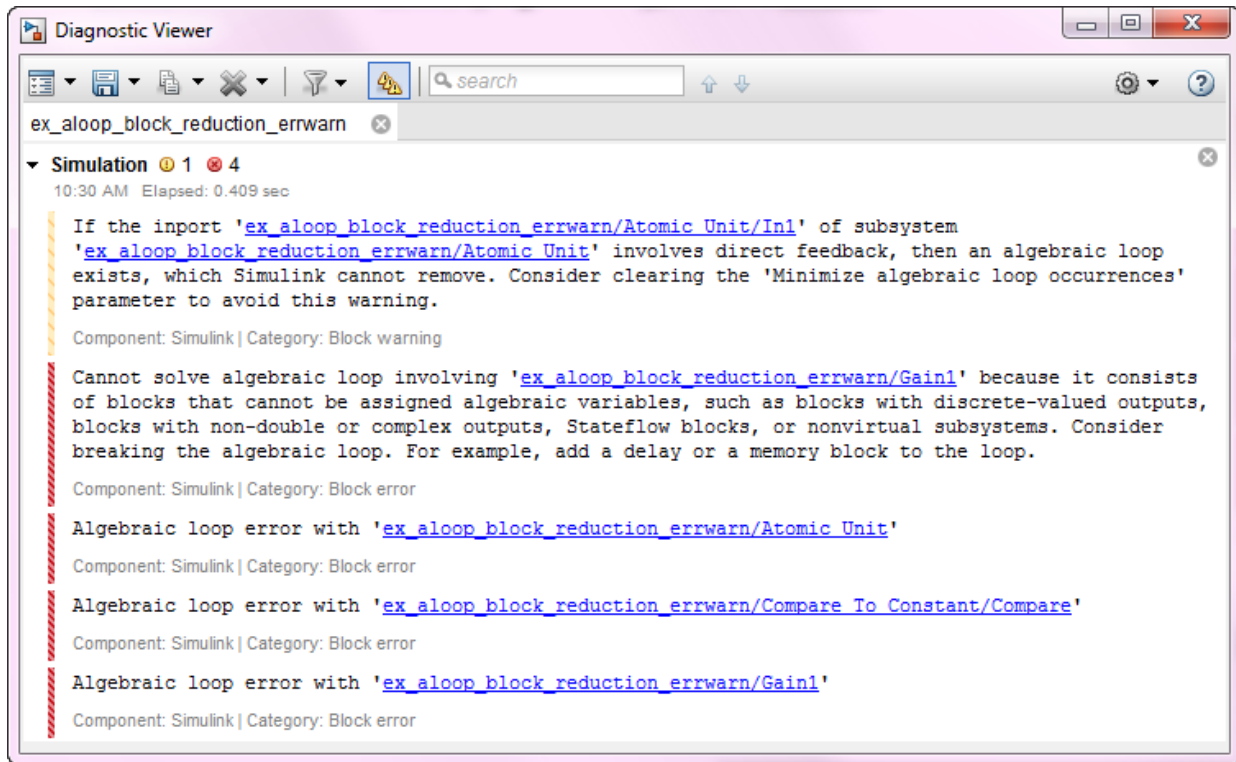 Diagnostic Viewer
search
ex_aloop_block_reduction_errwarn
Simulation 1 4
10:30 AM Elapsed: 0.409 sec
If the inport 'ex_aloop_block_reduction_errwarn/Atomic Unit/In1' of subsystem
'ex_aloop_block_reduction_errwarn/Atomic Unit' involves direct feedback, then an algebraic loop
exists, which Simulink cannot remove. Consider clearing the 'Minimize algebraic loop occurrences'
parameter to avoid this warning.
Component: Simulink | Category: Block warning
Cannot solve algebraic loop involving 'ex_aloop_block_reduction_errwarn/Gain1' because it consists
of blocks that cannot be assigned algebraic variables, such as blocks with discrete-valued outputs,
blocks with non-double or complex outputs, Stateflow blocks, or nonvirtual subsystems. Consider
breaking the algebraic loop. For example, add a delay or a memory block to the loop.
Component: Simulink | Category: Block error
Algebraic loop error with 'ex_aloop_block_reduction_errwarn/Atomic Unit'
Component: Simulink | Category: Block error
Algebraic loop error with 'ex_aloop_block_reduction_errwarn/Compare To Constant/Compare'
Component: Simulink | Category: Block error
Algebraic loop error with 'ex_aloop_block_reduction_errwarn/Gain1'
Component: Simulink | Category: Block error